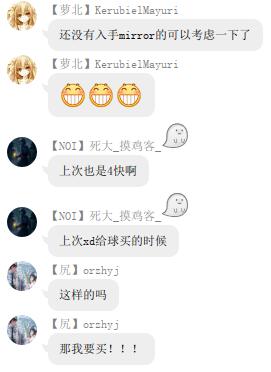 【萝北】KerubielMayuri
还没有入手mirror的可以考虑一下了
【萝北】KerubielMayuri
【NOI】死大_摸鸡客_
上次也是4快啊
【NOI】死大_摸鸡客_
上次xd给球买的时候
【尻】orzhyj
这样的吗
【尻】orzhyj
那我要买！！！